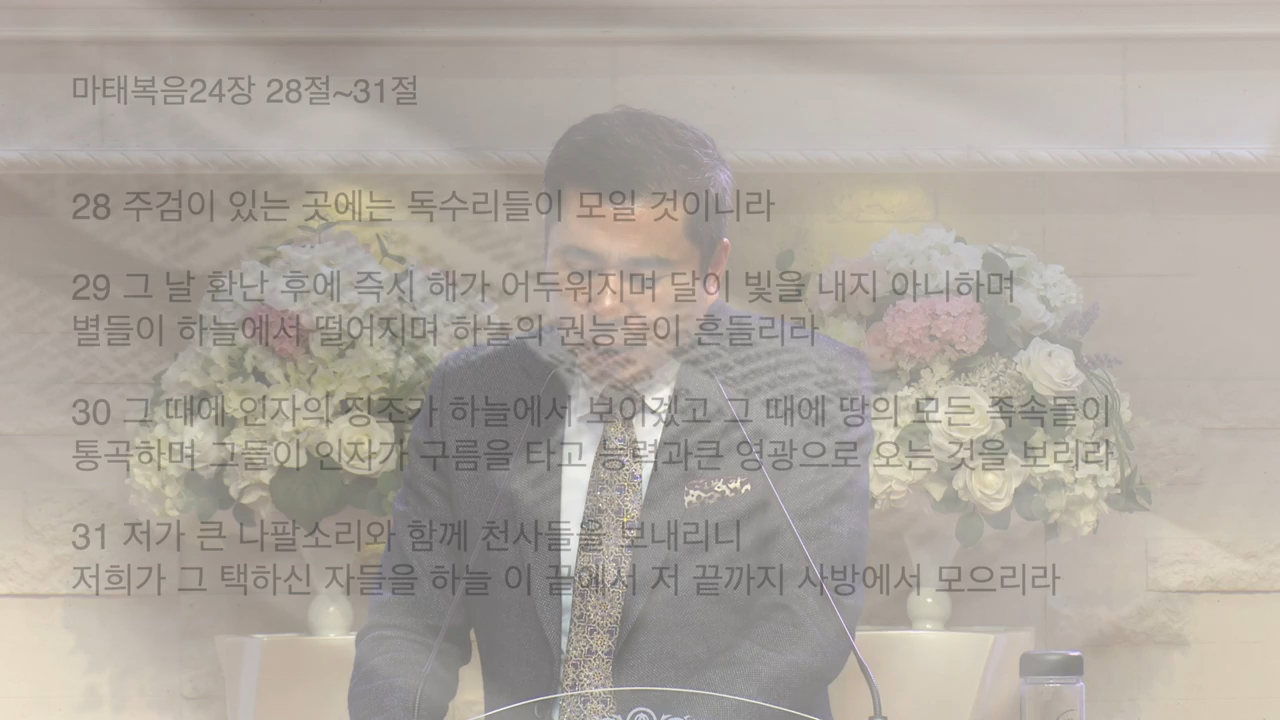 마태복음24장 28절~31절
28 주검이 있는 곳에는 독수리들이 모일 것이니라
29 그 날 환난 후에 즉시 해가 어두워지며 달이 빛을 내지 아니하며
별들이 하늘에서 떨어지며 하늘의 권능들이 흔들리리라
30 그 때에 인자의 징조가 하늘에서 보이겠고 그 때에 땅의 모든 족속들이
통곡하며 그들이 인자가 구름을 타고 능력과큰 영광으로 오는 것을 보리라
31 저가 큰 나팔소리와 함께 천사들을 보내리니
저희가 그 택하신 자들을 하늘 이 끝에서 저 끝까지 사방에서 모으리라